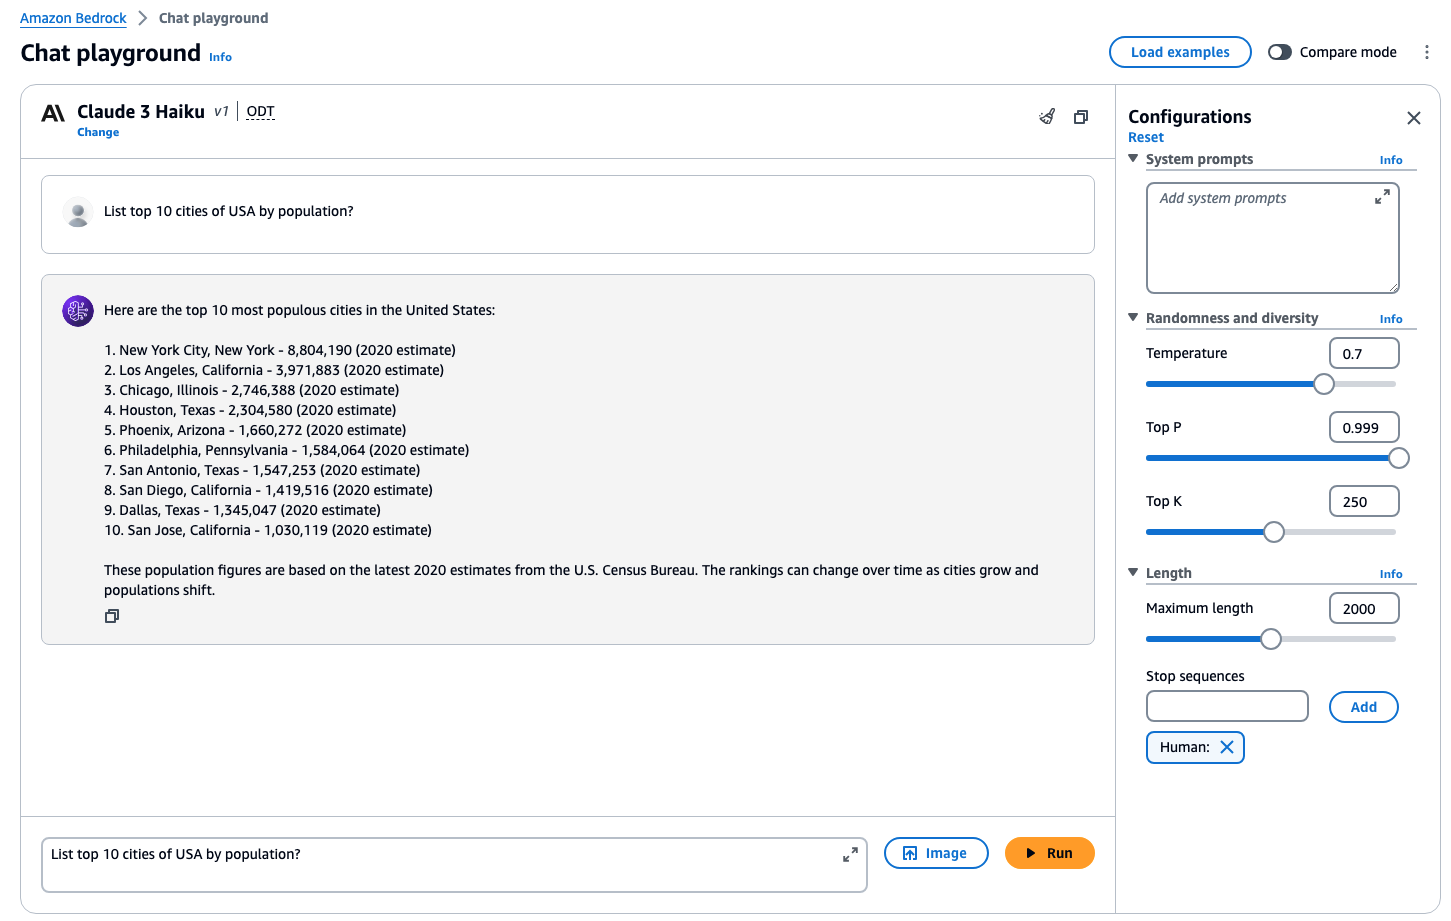 Amazon Bedrock > Chat playground
Chat playground Info
Load examples
Compare mode
Claude 3 Haiku v1 | ODT
Change
List top 10 cities of USA by population?
Here are the top 10 most populous cities in the United States:
1. New York City, New York - 8,804,190 (2020 estimate)
2. Los Angeles, California - 3,971,883 (2020 estimate)
3. Chicago, Illinois - 2,746,388 (2020 estimate)
4. Houston, Texas - 2,304,580 (2020 estimate)
5. Phoenix, Arizona - 1,660,272 (2020 estimate)
6. Philadelphia, Pennsylvania - 1,584,064 (2020 estimate)
7. San Antonio, Texas - 1,547,253 (2020 estimate)
8. San Diego, California - 1,419,516 (2020 estimate)
9. Dallas, Texas - 1,345,047 (2020 estimate)
10. San Jose, California - 1,030,119 (2020 estimate)
These population figures are based on the latest 2020 estimates from the U.S. Census Bureau. The rankings can change over time as cities grow and
populations shift.
List top 10 cities of USA by population?
Image
Run
Configurations
Reset
System prompts Info
Add system prompts
Randomness and diversity Info
Temperature 0.7
Top P 0.999
Top K 250
Length Info
Maximum length 2000
Stop sequences
Add
Human: